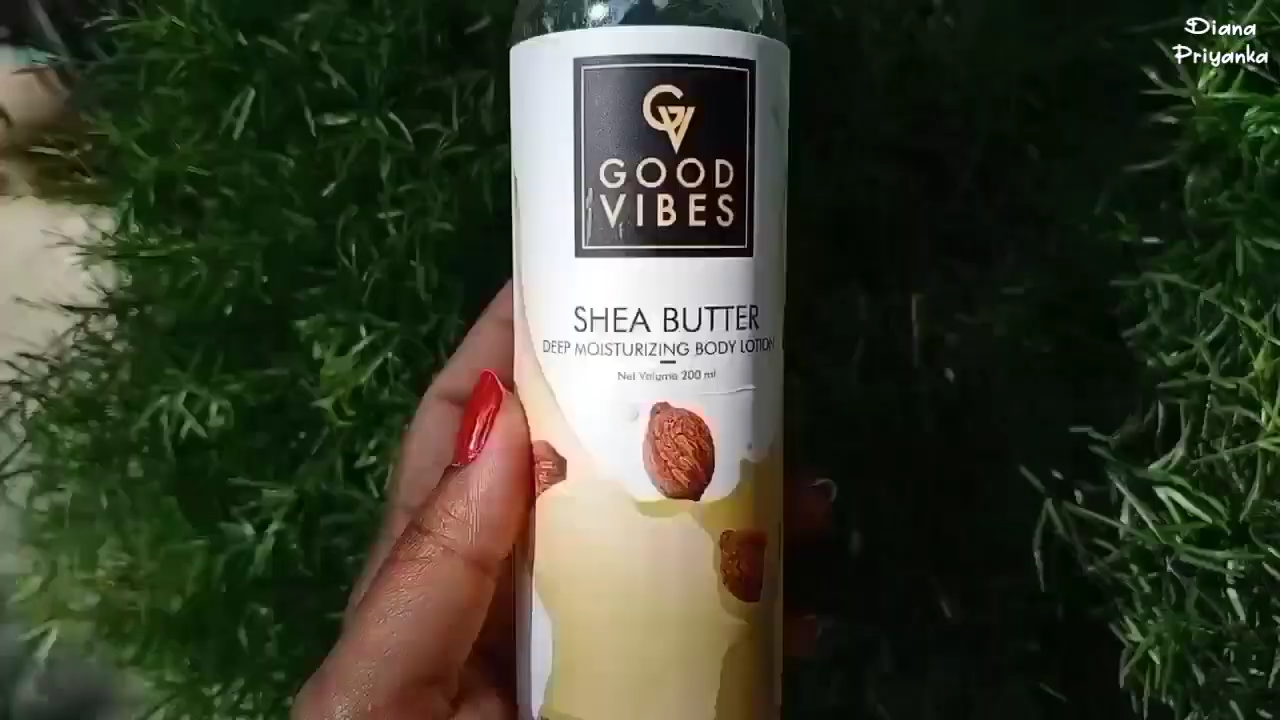 Diana
Priyanka
GV
GOOD
VIBES
SHEA BUTTER
DEEP MOISTURIZING BODY LOTION
Net Volume 200 ml